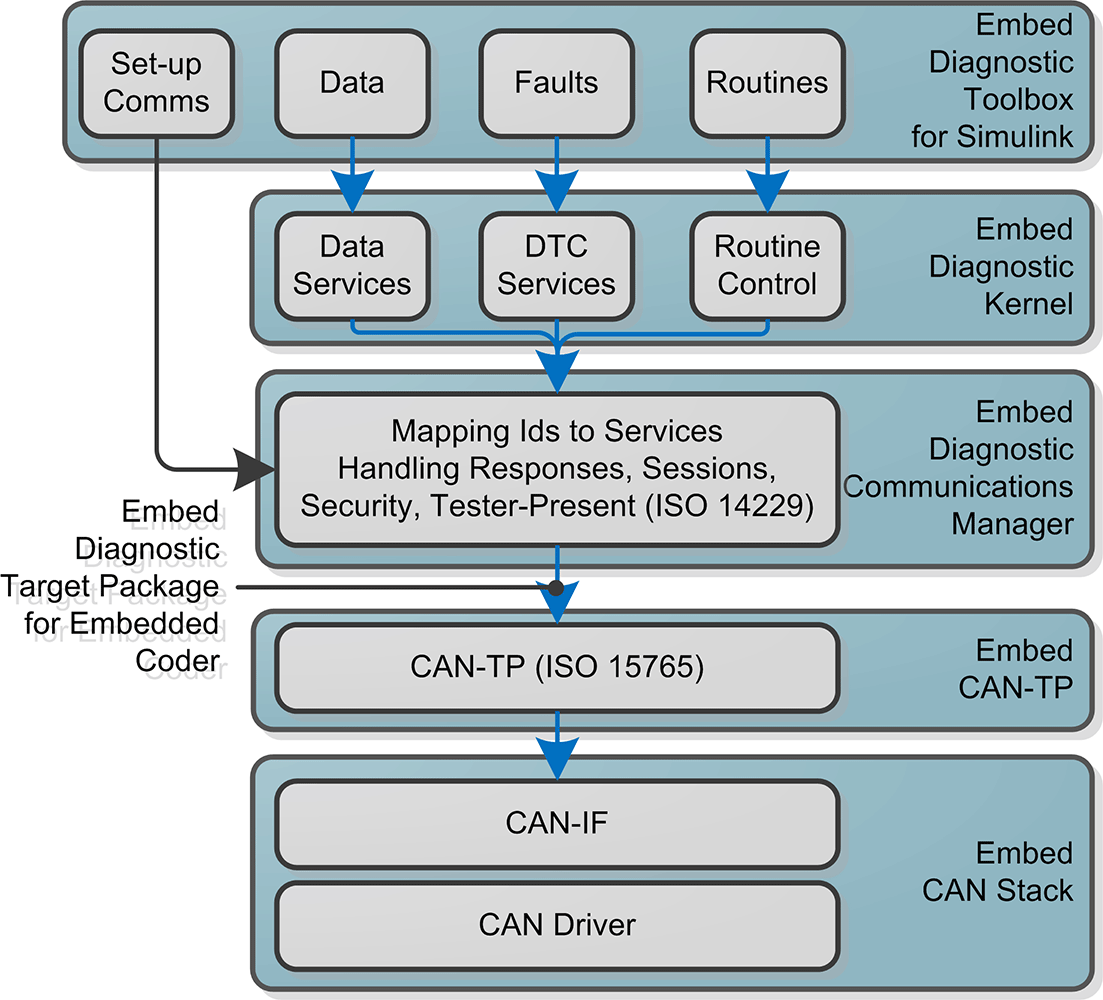 Embed
Diagnostic
Toolbox
for Simulink
Set-up
Comms
Data
Faults
Routines
Embed
Diagnostic
Kernel
Data
Services
DTC
Services
Routine
Control
Embed
Diagnostic
Communications
Manager
Mapping Ids to Services
Handling Responses, Sessions,
Security, Tester-Present (ISO 14229)
Embed
Diagnostic
Target Package
for Embedded
Coder
CAN-TP (ISO 15765)
Embed
CAN-TP
CAN-IF
CAN Driver
Embed
CAN Stack